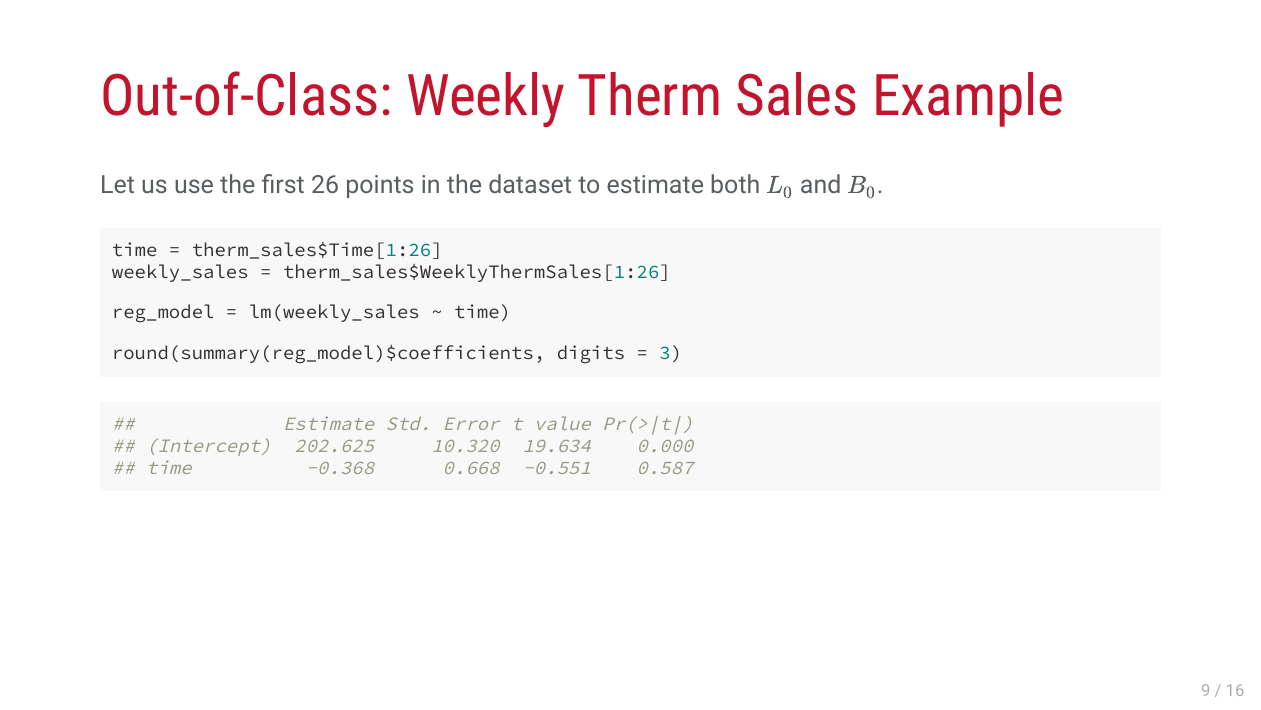 Out-of-Class: Weekly Therm Sales Example
Let us use the first 26 points in the dataset to estimate both L₀ and B₀.
time = therm_sales$Time[1:26]
weekly_sales = therm_sales$WeeklyThermSales[1:26]
reg_model = lm(weekly_sales ~ time)
round(summary(reg_model)$coefficients, digits = 3)
##             Estimate Std. Error t value Pr(>|t|)
## (Intercept)  202.625     10.320  19.634    0.000
## time          -0.368      0.668  -0.551    0.587
9 / 16